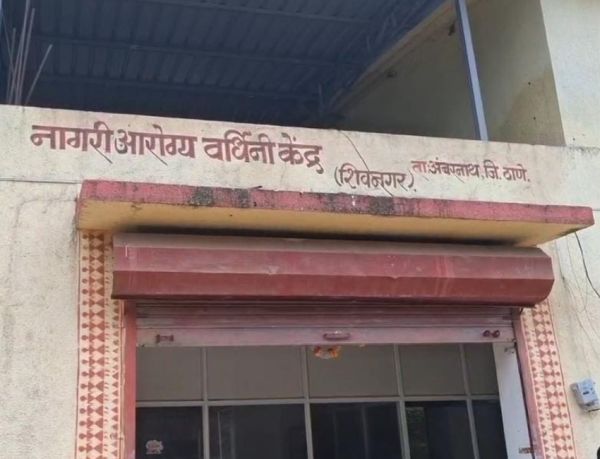 नागरी आरोग्य वर्धिनी केंद्र (शिवनगर) ता.अंबरनाथ.जि.ठाणे.